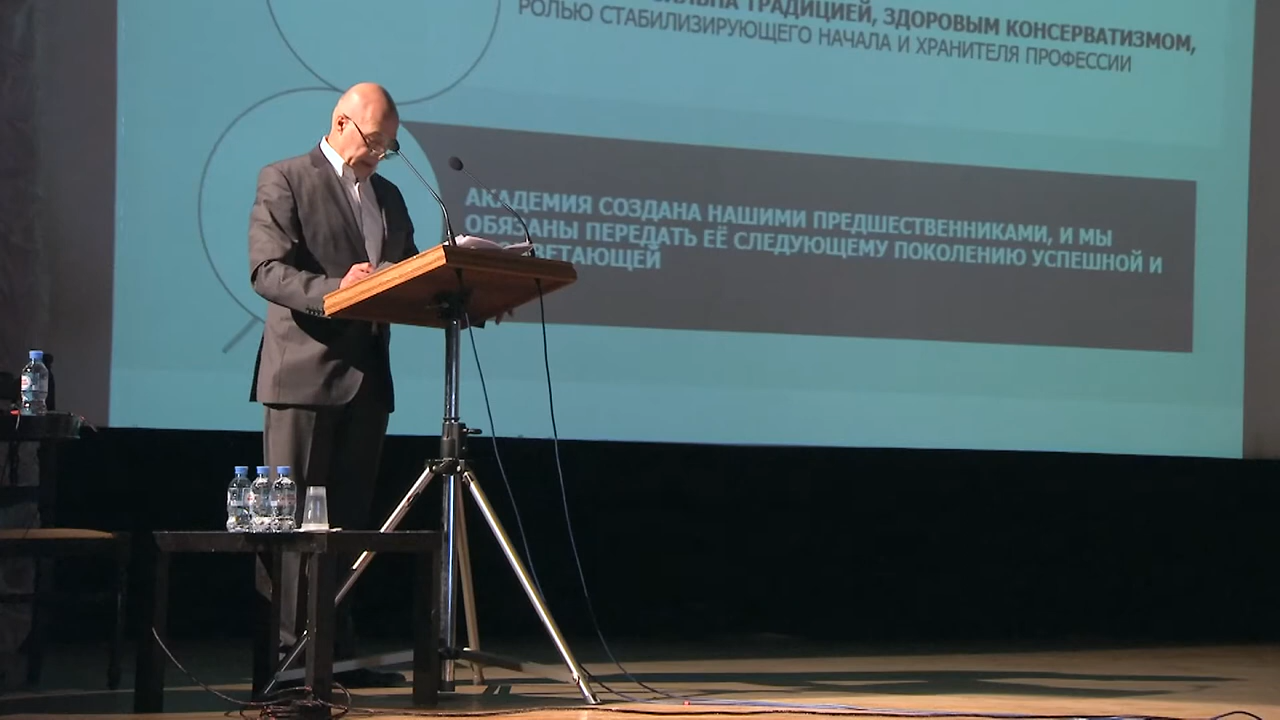 ТРАДИЦИЕЙ, ЗДОРОВЫМ КОНСЕРВАТИЗМОМ,
РОЛЬЮ СТАБИЛИЗИРУЮЩЕГО НАЧАЛА И ХРАНИТЕЛЯ ПРОФЕССИИ
АКАДЕМИЯ СОЗДАНА НАШИМИ ПРЕДШЕСТВЕННИКАМИ, И МЫ
ОБЯЗАНЫ ПЕРЕДАТЬ ЕЁ СЛЕДУЮЩЕМУ ПОКОЛЕНИЮ УСПЕШНОЙ И